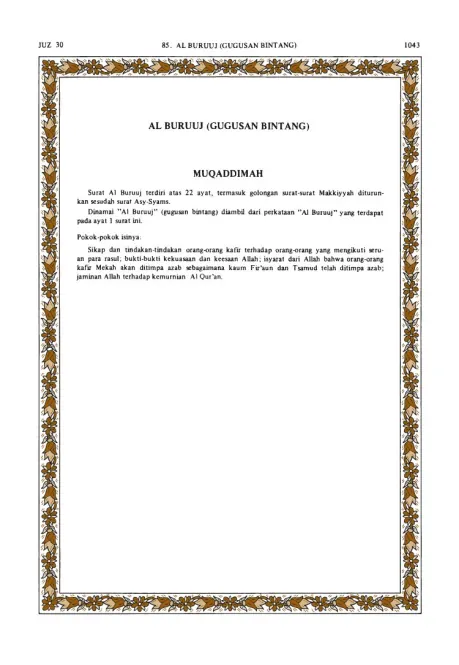 JUZ 30 85. AL BURUUJ (GUGUSAN BINTANG) 1043
AL BURUUJ (GUGUSAN BINTANG)
MUQADDIMAH
Surat Al Buruuj terdiri atas 22 ayat, termasuk golongan surat-surat Makkiyyah diturun-
kan sesudah surat Asy-Syams.
Dinamai "Al Buruuj" (gugusan bintang) diambil dari perkataan "Al Buruuj" yang terdapat
pada ayat 1 surat ini.
Pokok-pokok isinya:
Sikap dan tindakan-tindakan orang-orang kafir terhadap orang-orang yang mengikuti seru-
an para rasul; bukti-bukti kekuasaan dan keesaan Allah; isyarat dari Allah bahwa orang-orang
kafir Mekah akan ditimpa azab sebagaimana kaum Fir'aun dan Tsamud telah ditimpa azab;
jaminan Allah terhadap kemurnian Al Qur'an.